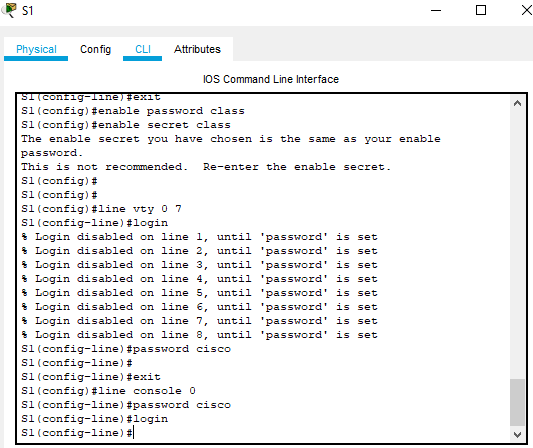 S1
Physical Config CLI Attributes
IOS Command Line Interface
S1(config-line)#exit
S1(config)#enable password class
S1(config)#enable secret class
The enable secret you have chosen is the same as your enable
password.
This is not recommended.  Re-enter the enable secret.
S1(config)#
S1(config)#
S1(config)#line vty 0 7
S1(config-line)#login
% Login disabled on line 1, until 'password' is set
% Login disabled on line 2, until 'password' is set
% Login disabled on line 3, until 'password' is set
% Login disabled on line 4, until 'password' is set
% Login disabled on line 5, until 'password' is set
% Login disabled on line 6, until 'password' is set
% Login disabled on line 7, until 'password' is set
% Login disabled on line 8, until 'password' is set
S1(config-line)#password cisco
S1(config-line)#
S1(config-line)#exit
S1(config)#line console 0
S1(config-line)#password cisco
S1(config-line)#login
S1(config-line)#